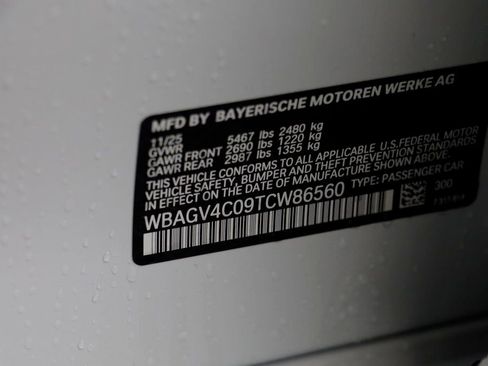 MFD BY BAYERISCHE MOTOREN WERKE AG
11/25
GVWR 5467 lbs 2480 kg
GAWR FRONT 2690 lbs 1220 kg
GAWR REAR 2987 lbs 1355 kg
THIS VEHICLE CONFORMS TO ALL APPLICABLE U.S.FEDERAL MOTOR
VEHICLE SAFETY, BUMPER AND THEFT PREVENTION STANDARDS
IN EFFECT ON THE DATE OF MANUFACTURE SHOWN ABOVE.
WBAGV4C09TCW86560 TYPE: PASSENGER CAR
300